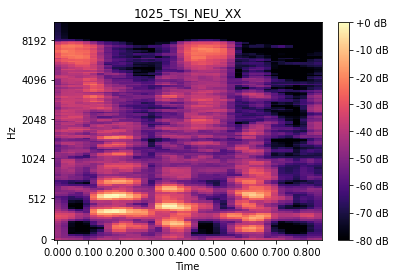 1025_TSI_NEU_XX
+0 dB
8192
-10 dB
4096
-20 dB
-30 dB
2048
Hz
-40 dB
1024
-50 dB
512
-60 dB
-70 dB
0
-80 dB
0.000 0.100 0.200 0.300 0.400 0.500 0.600 0.700 0.800
Time